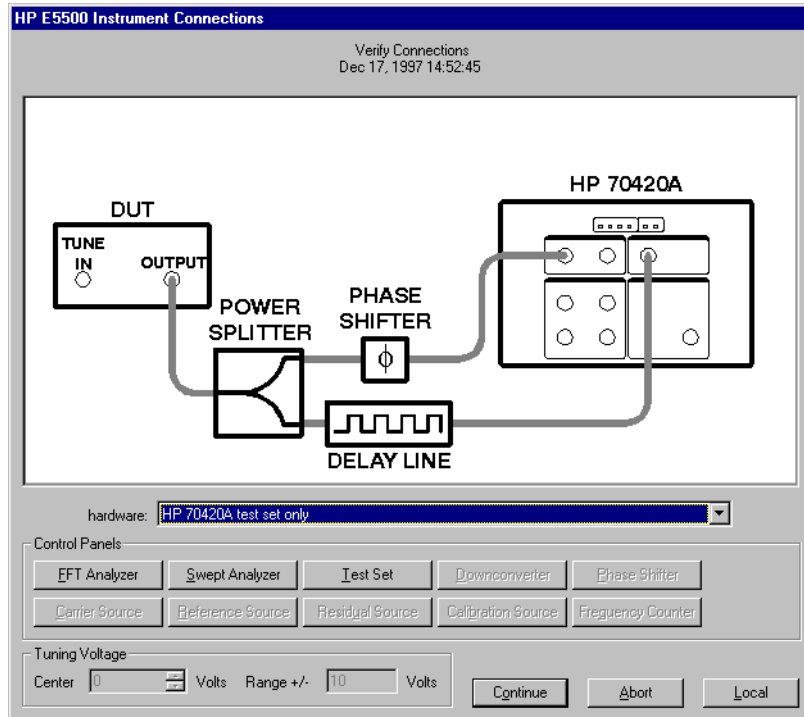 HP E5500 Instrument Connections
Verify Connections
Dec 17, 1997 14:52:45
HP 70420A
DUT
TUNE
IN
OUTPUT
POWER
SPLITTER
PHASE
SHIFTER
ϕ
DELAY LINE
hardware: HP 70420A test set only
Control Panels
FFT Analyzer Swept Analyzer Test Set Downconverter Phase Shifter
Carrier Source Reference Source Residual Source Calibration Source Frequency Counter
Tuning Voltage
Center 0 Volts Range +/- 10 Volts
Continue Abort Local